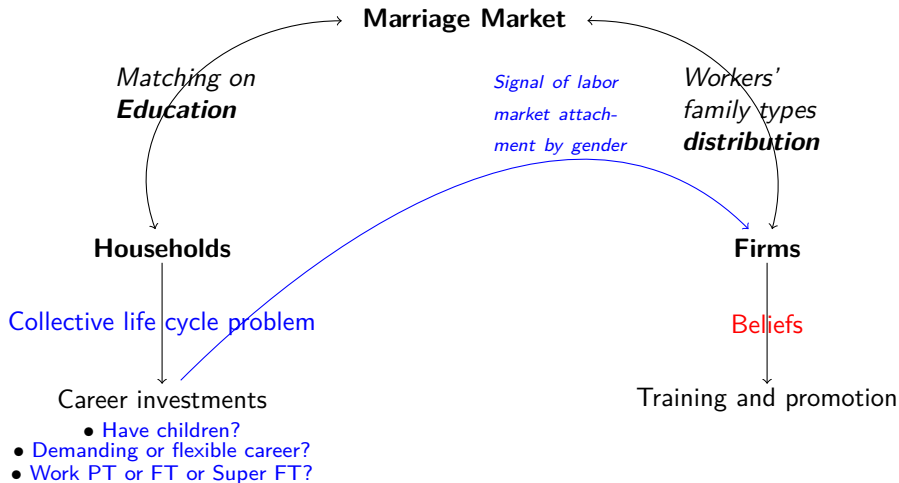 Marriage Market
Matching on
Education
Signal of labor
market attach-
ment by gender
Workers'
family types
distribution
Households
Firms
Collective life cycle problem
Beliefs
Career investments
Training and promotion
• Have children?
• Demanding or flexible career?
• Work PT or FT or Super FT?